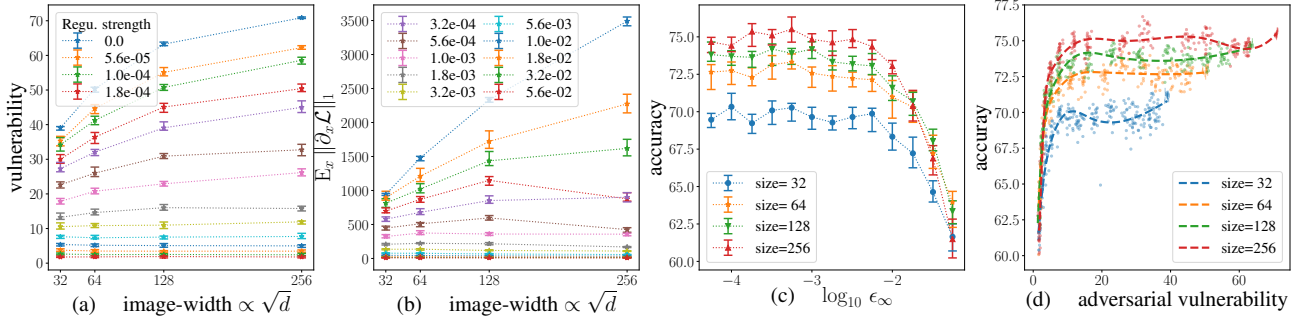 vulnerability
70
60
50
40
30
20
10
0
Regu. strength
0.0
5.6e-05
1.0e-04
1.8e-04
32 64 128 256
(a) image-width ∝ √d
E_x ||∂_x ℒ||_1
3500
3000
2500
2000
1500
1000
500
0
3.2e-04 5.6e-03
5.6e-04 1.0e-02
1.0e-03 1.8e-02
1.8e-03 3.2e-02
3.2e-03 5.6e-02
32 64 128 256
(b) image-width ∝ √d
accuracy
75.0
72.5
70.0
67.5
65.0
62.5
60.0
size= 32
size= 64
size=128
size=256
−4 −3 −2
(c) log₁₀ ϵ_∞
accuray
77.5
75.0
72.5
70.0
67.5
65.0
62.5
60.0
size= 32
size= 64
size=128
size=256
0 20 40 60
(d) adversarial vulnerability